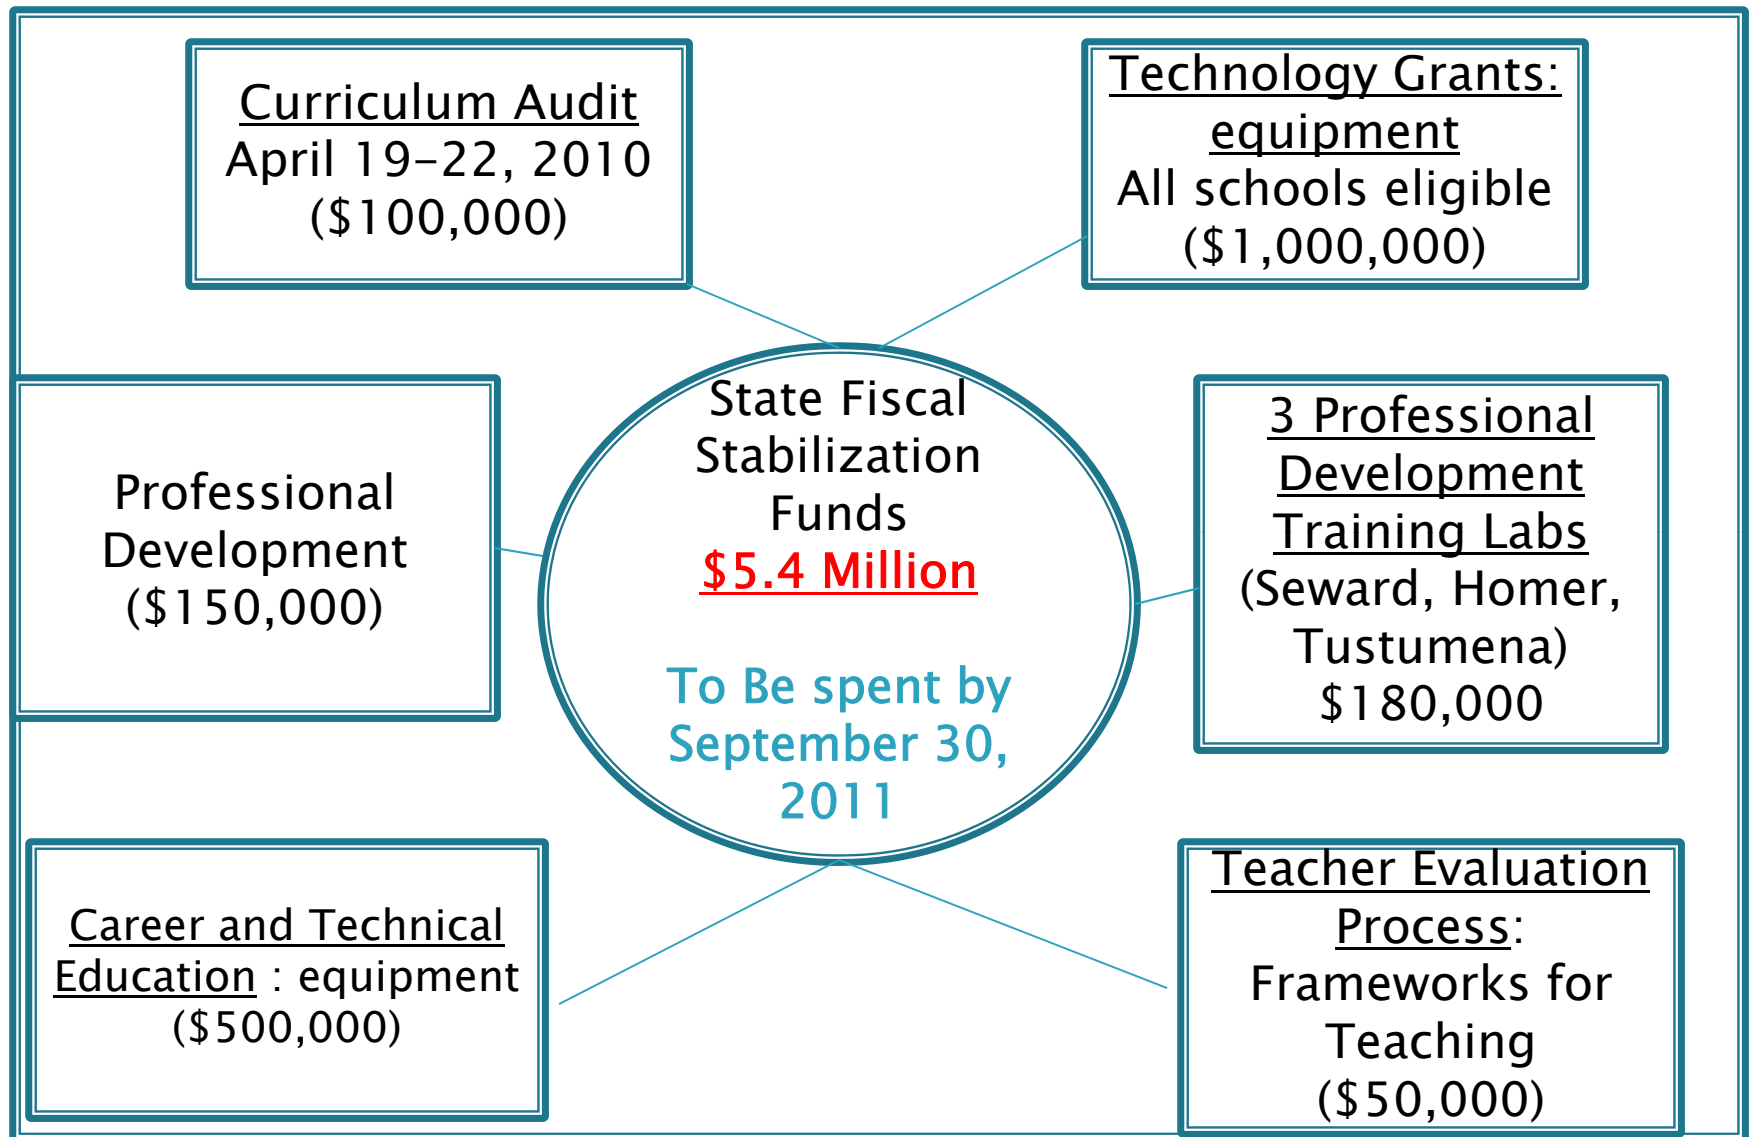 Curriculum Audit
April 19-22, 2010
($100,000)
Technology Grants:
equipment
All schools eligible
($1,000,000)
State Fiscal
Stabilization
Funds
$5.4 Million
To Be spent by
September 30,
2011
Professional
Development
($150,000)
3 Professional
Development
Training Labs
(Seward, Homer,
Tustumena)
$180,000
Career and Technical
Education : equipment
($500,000)
Teacher Evaluation
Process:
Frameworks for
Teaching
($50,000)